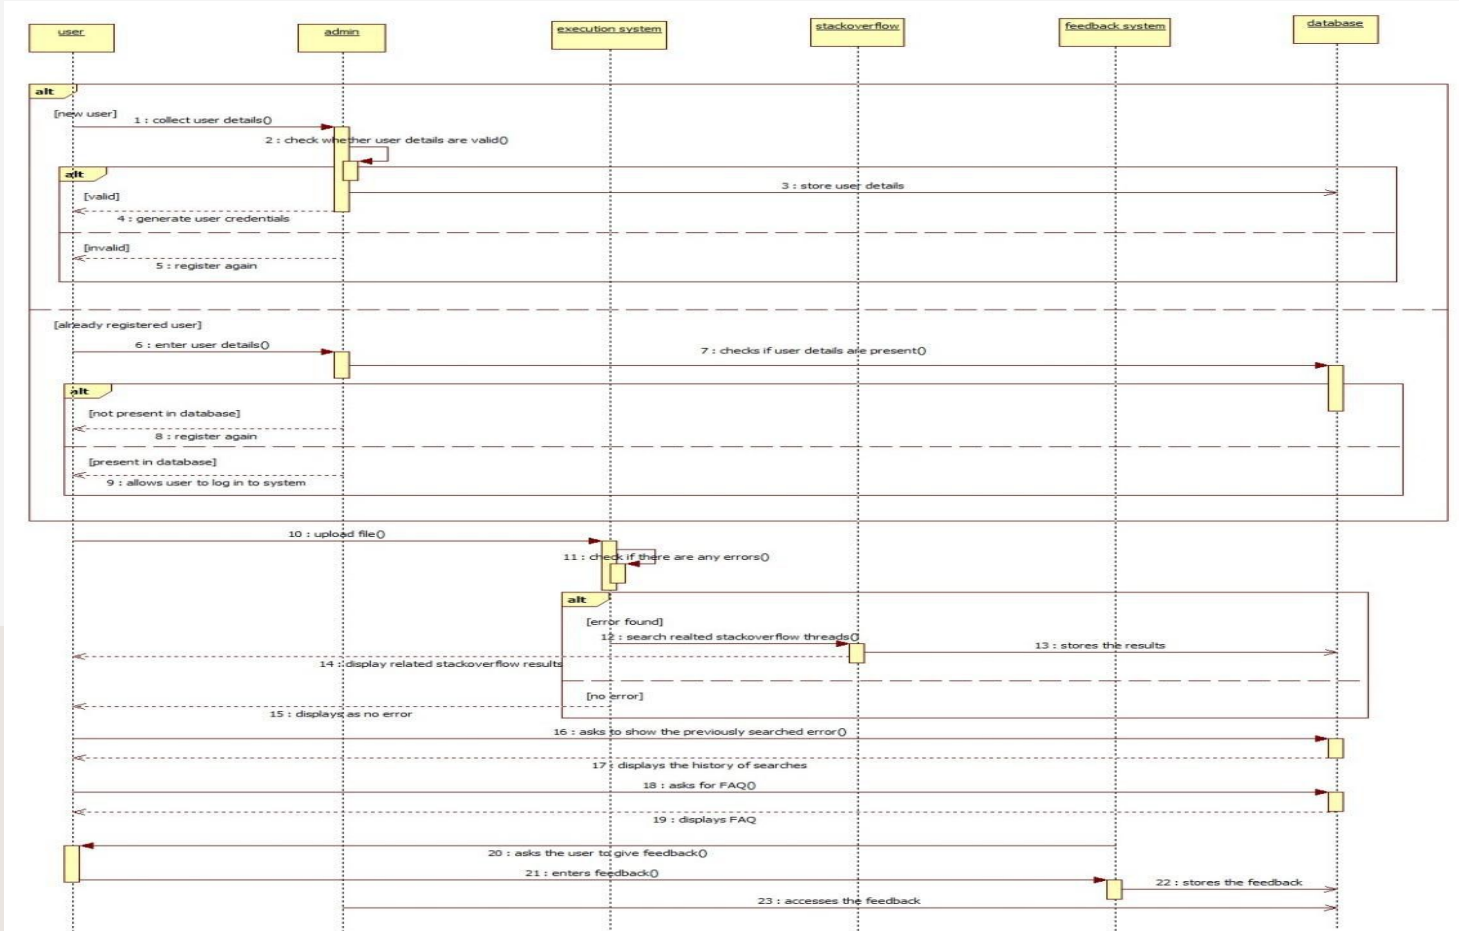 user
admin
execution system
stackoverflow
feedback system
database
alt
[new user]
1 : collect user details()
2 : check whether user details are valid()
alt
3 : store user details
[valid]
4 : generate user credentials
[invalid]
5 : register again
[already registered user]
6 : enter user details()
7 : checks if user details are present()
alt
[not present in database]
8 : register again
[present in database]
9 : allows user to log in to system
10 : upload file()
11 : check if there are any errors()
alt
[error found]
12 : search realted stackoverflow threads()
13 : stores the results
14 : display related stackoverflow results
[no error]
15 : displays as no error
16 : asks to show the previously searched error()
17 : displays the history of searches
18 : asks for FAQ()
19 : displays FAQ
20 : asks the user to give feedback()
21 : enters feedback()
22 : stores the feedback
23 : accesses the feedback